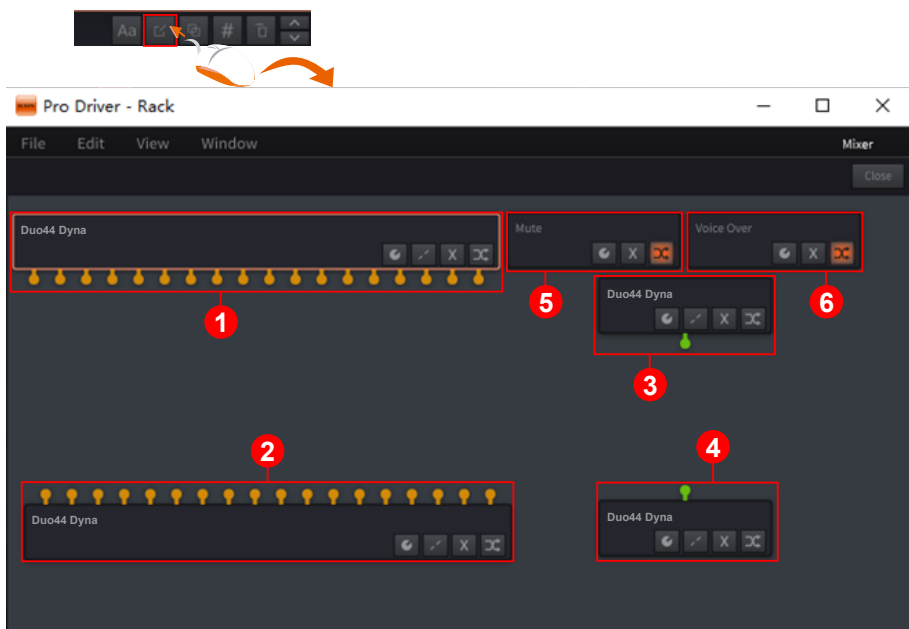 Aa #
Pro Driver - Rack
File Edit View Window Mixer
Close
Duo44 Dyna Mute Voice Over
X X X
5 6
Duo44 Dyna
1
X
3
2 4
Duo44 Dyna Duo44 Dyna
X X